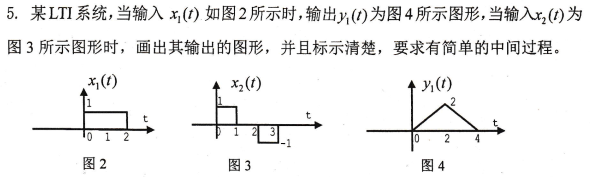 5. 某LTI系统,当输入 x₁(t) 如图2所示时,输出y₁(t)为图4所示图形,当输入x₂(t)为
图 3 所示图形时，画出其输出的图形，并且标示清楚，要求有简单的中间过程。
x₁(t) x₂(t) y₁(t)
1 t 1 t 2 t
0 1 2 0 1 2 3 -1 0 2 4
图2 图3 图 4